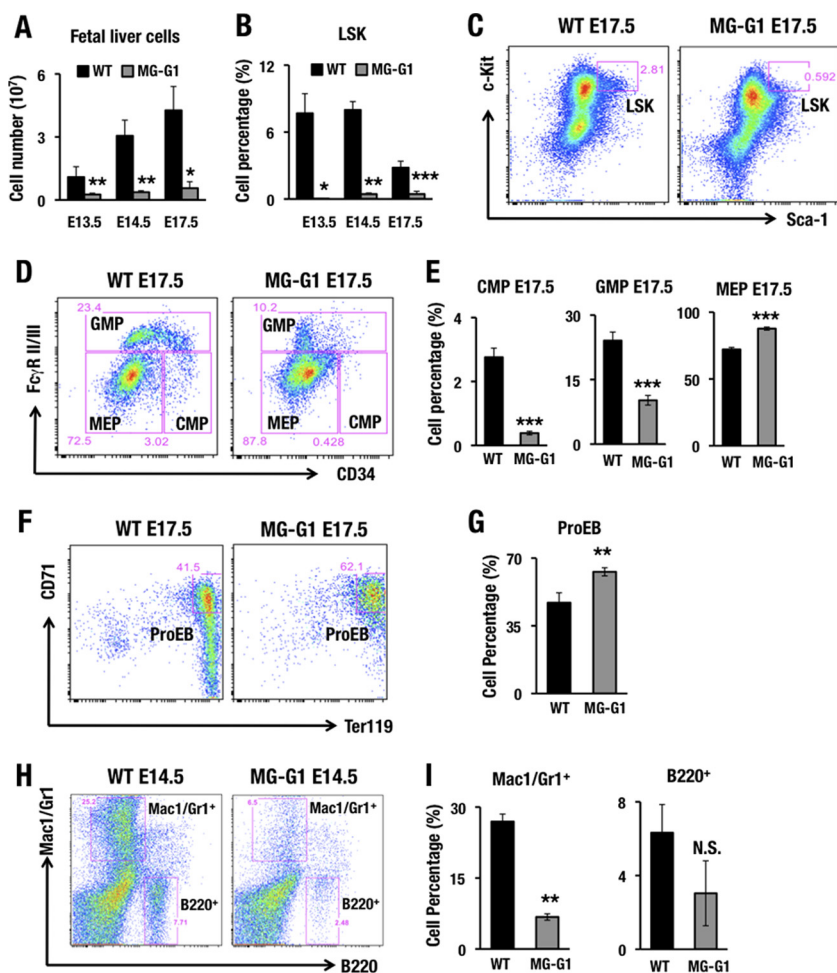 A
Fetal liver cells
WT MG-G1
Cell number (10⁷)
6
3
0
** ** *
E13.5 E14.5 E17.5
B
LSK
WT MG-G1
Cell percentage (%)
12
8
4
0
* ** ***
E13.5 E14.5 E17.5
C
WT E17.5 MG-G1 E17.5
c-Kit
2.81
LSK
0.592
LSK
Sca-1
D
WT E17.5 MG-G1 E17.5
FcγR II/III
23.4
GMP
MEP CMP
72.5 3.02
10.2
GMP
MEP CMP
87.8 0.428
CD34
E
CMP E17.5 GMP E17.5 MEP E17.5
Cell percentage (%)
4
2
0
***
WT MG-G1
24
15
0
***
WT MG-G1
100
50
0
***
WT MG-G1
F
WT E17.5 MG-G1 E17.5
CD71
41.5
ProEB
62.1
ProEB
Ter119
G
ProEB
Cell Percentage (%)
70
35
0
**
WT MG-G1
H
WT E14.5 MG-G1 E14.5
Mac1/Gr1
25.2
Mac1/Gr1⁺
B220⁺
7.71
6.5
Mac1/Gr1⁺
B220⁺
2.48
B220
I
Mac1/Gr1⁺ B220⁺
Cell Percentage (%)
30
15
0
**
WT MG-G1
8
4
0
N.S.
WT MG-G1